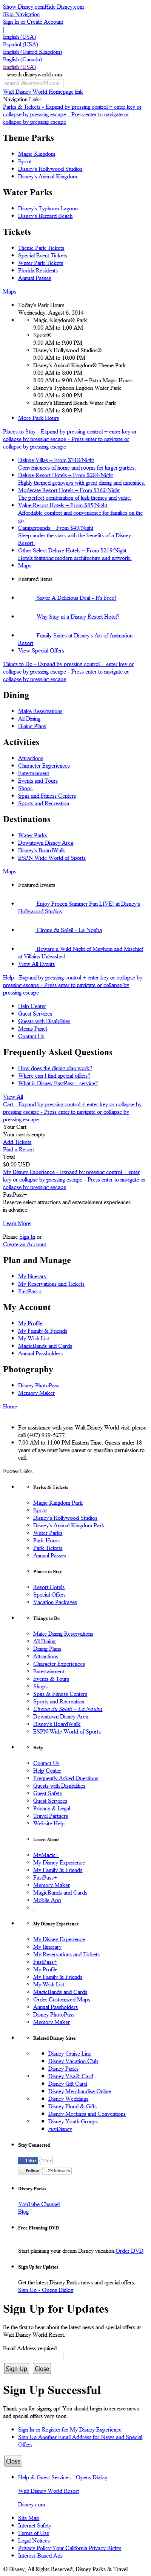 Show Disney.comHide Disney.com
Skip Navigation
Sign In or Create Account
English (USA)
Español (USA)
English (United Kingdom)
English (Canada)
English (USA)
- search disneyworld.com
search disneyworld.com
Walt Disney World Homepage link
Navigation Links
Parks & Tickets - Expand by pressing control + enter key or
collapse by pressing escape - Press enter to navigate or
collapse by pressing escape
Theme Parks
Magic Kingdom
Epcot
Disney's Hollywood Studios
Disney's Animal Kingdom
Water Parks
Disney's Typhoon Lagoon
Disney's Blizzard Beach
Tickets
Theme Park Tickets
Special Event Tickets
Water Park Tickets
Florida Residents
Annual Passes
Maps
Today's Park Hours
Wednesday, August 6, 2014
Magic Kingdom® Park
9:00 AM to 1:00 AM
Epcot®
9:00 AM to 9:00 PM
Disney's Hollywood Studios®
9:00 AM to 10:00 PM
Disney's Animal Kingdom® Theme Park
9:00 AM to 8:00 PM
8:00 AM to 9:00 AM – Extra Magic Hours
Disney's Typhoon Lagoon Water Park
9:00 AM to 8:00 PM
Disney's Blizzard Beach Water Park
9:00 AM to 8:00 PM
More Park Hours
Places to Stay - Expand by pressing control + enter key or
collapse by pressing escape - Press enter to navigate or
collapse by pressing escape
Deluxe Villas – From $318/Night
Conveniences of home and rooms for larger parties.
Deluxe Resort Hotels – From $284/Night
Highly themed getaways with great dining and amenities.
Moderate Resort Hotels – From $162/Night
The perfect combination of lush themes and value.
Value Resort Hotels – From $85/Night
Affordable comfort and convenience for families on the
go.
Campgrounds – From $49/Night
Sleep under the stars with the benefits of a Disney
Resort.
Other Select Deluxe Hotels – From $219/Night
Hotels featuring modern architecture and artwork.
Maps
Featured Items
Savor A Delicious Deal - It's Free!
Why Stay at a Disney Resort Hotel?
Family Suites at Disney's Art of Animation
Resort
View Special Offers
Things to Do - Expand by pressing control + enter key or
collapse by pressing escape - Press enter to navigate or
collapse by pressing escape
Dining
Make Reservations
All Dining
Dining Plans
Activities
Attractions
Character Experiences
Entertainment
Events and Tours
Shops
Spas and Fitness Centers
Sports and Recreation
Destinations
Water Parks
Downtown Disney Area
Disney's BoardWalk
ESPN Wide World of Sports
Maps
Featured Events
Enjoy Frozen Summer Fun LIVE! at Disney's
Hollywood Studios
Cirque du Soleil - La Nouba
Beware a Wild Night of Mayhem and Mischief
at Villains Unleashed
View All Events
Help - Expand by pressing control + enter key or collapse by
pressing escape - Press enter to navigate or collapse by
pressing escape
Help Center
Guest Services
Guests with Disabilities
Moms Panel
Contact Us
Frequently Asked Questions
How does the dining plan work?
Where can I find special offers?
What is Disney FastPass+ service?
View All
Cart - Expand by pressing control + enter key or collapse by
pressing escape - Press enter to navigate or collapse by
pressing escape
Your Cart
Your cart is empty.
Add Tickets
Find a Resort
Total
$0.00 USD
My Disney Experience - Expand by pressing control + enter
key or collapse by pressing escape - Press enter to navigate or
collapse by pressing escape
FastPass+
Reserve select attractions and entertainment experiences
in advance.
Learn More
Please Sign In or
Create an Account
Plan and Manage
My Itinerary
My Reservations and Tickets
FastPass+
My Account
My Profile
My Family & Friends
My Wish List
MagicBands and Cards
Annual Passholders
Photography
Disney PhotoPass
Memory Maker
Home
For assistance with your Walt Disney World visit, please
call (407) 939-5277.
7:00 AM to 11:00 PM Eastern Time. Guests under 18
years of age must have parent or guardian permission to
call.
Footer Links
Parks & Tickets
Magic Kingdom Park
Epcot
Disney's Hollywood Studios
Disney's Animal Kingdom Park
Water Parks
Park Hours
Park Tickets
Annual Passes
Places to Stay
Resort Hotels
Special Offers
Vacation Packages
Things to Do
Make Dining Reservations
All Dining
Dining Plans
Attractions
Character Experiences
Entertainment
Events & Tours
Shops
Spas & Fitness Centers
Sports and Recreation
Cirque du Soleil – La Nouba
Downtown Disney Area
Disney's BoardWalk
ESPN Wide World of Sports
Help
Contact Us
Help Center
Frequently Asked Questions
Guests with Disabilities
Guest Safety
Guest Services
Privacy & Legal
Travel Partners
Website Help
Learn About
MyMagic+
My Disney Experience
My Family & Friends
FastPass+
Memory Maker
MagicBands and Cards
Mobile App
My Disney Experience
My Disney Experience
My Itinerary
My Reservations and Tickets
FastPass+
My Profile
My Family & Friends
My Wish List
MagicBands and Cards
Order Customized Maps
Annual Passholders
Disney PhotoPass
Memory Maker
Related Disney Sites
Disney Cruise Line
Disney Vacation Club
Disney Parks
Disney Visa® Card
Disney Gift Card
Disney Merchandise Online
Disney Weddings
Disney Floral & Gifts
Disney Meetings and Conventions
Disney Youth Groups
runDisney
Stay Connected
Like Likes
Follow 1.2M followers
Disney Parks
YouTube Channel
Blog
Free Planning DVD
Start planning your dream Disney vacation Order DVD
Sign Up for Updates
Get the latest Disney Parks news and special offers.
Sign Up - Opens Dialog
Sign Up for Updates
Be the first to hear about the latest news and special offers at
Walt Disney World Resort.
Email Address required
Sign Up Close
Sign Up Successful
Thank you for signing up! You should begin to receive news
and special offers very soon.
Sign In or Register for My Disney Experience
Sign Up Another Email Address for News and Special
Offers
Close
Help & Guest Services - Opens Dialog
Walt Disney World Resort
Disney.com
Site Map
Internet Safety
Terms of Use
Legal Notices
Privacy Policy/Your California Privacy Rights
Interest-Based Ads
© Disney, All Rights Reserved, Disney Parks & Travel